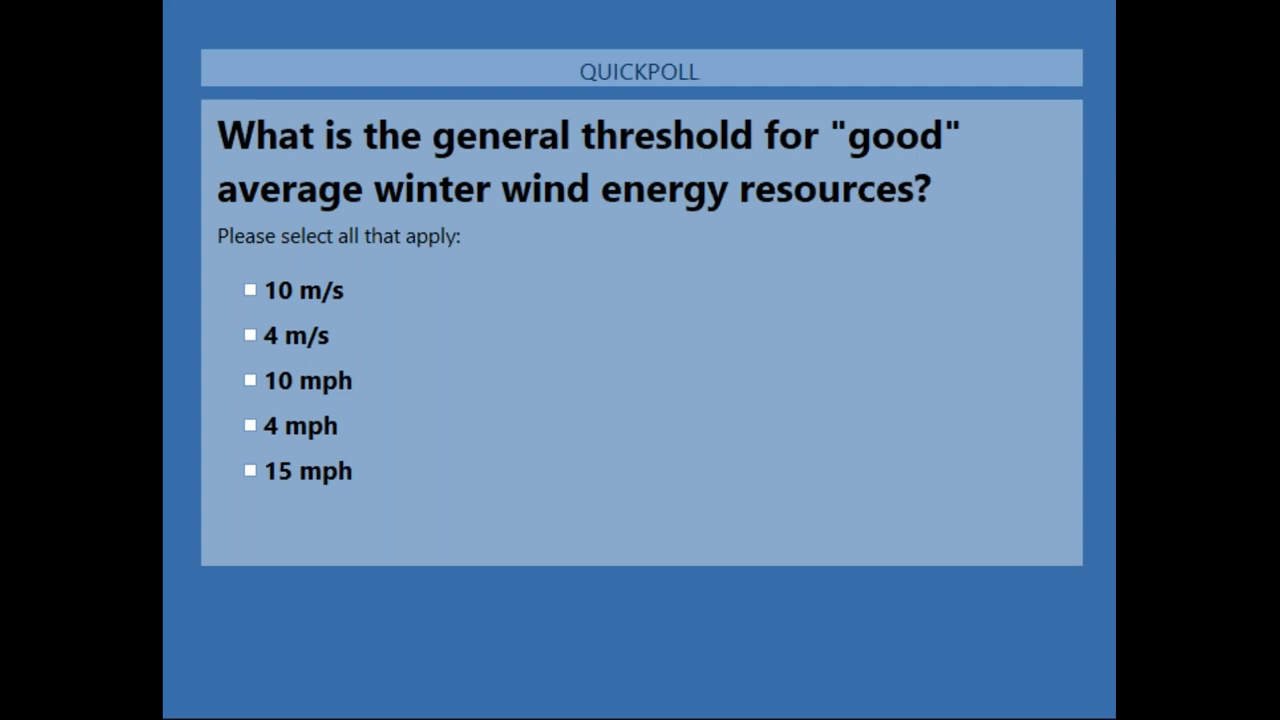 QUICKPOLL
What is the general threshold for "good"
average winter wind energy resources?
Please select all that apply:
10 m/s
4 m/s
10 mph
4 mph
15 mph